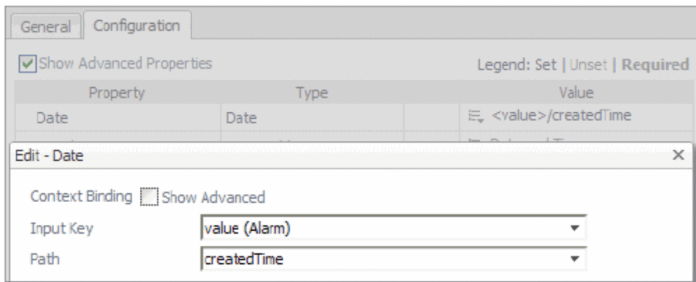 General Configuration
Show Advanced Properties Legend: Set | Unset | Required
Property Type Value
Date Date <value>/createdTime
Edit - Date
Context Binding Show Advanced
Input Key value (Alarm)
Path createdTime